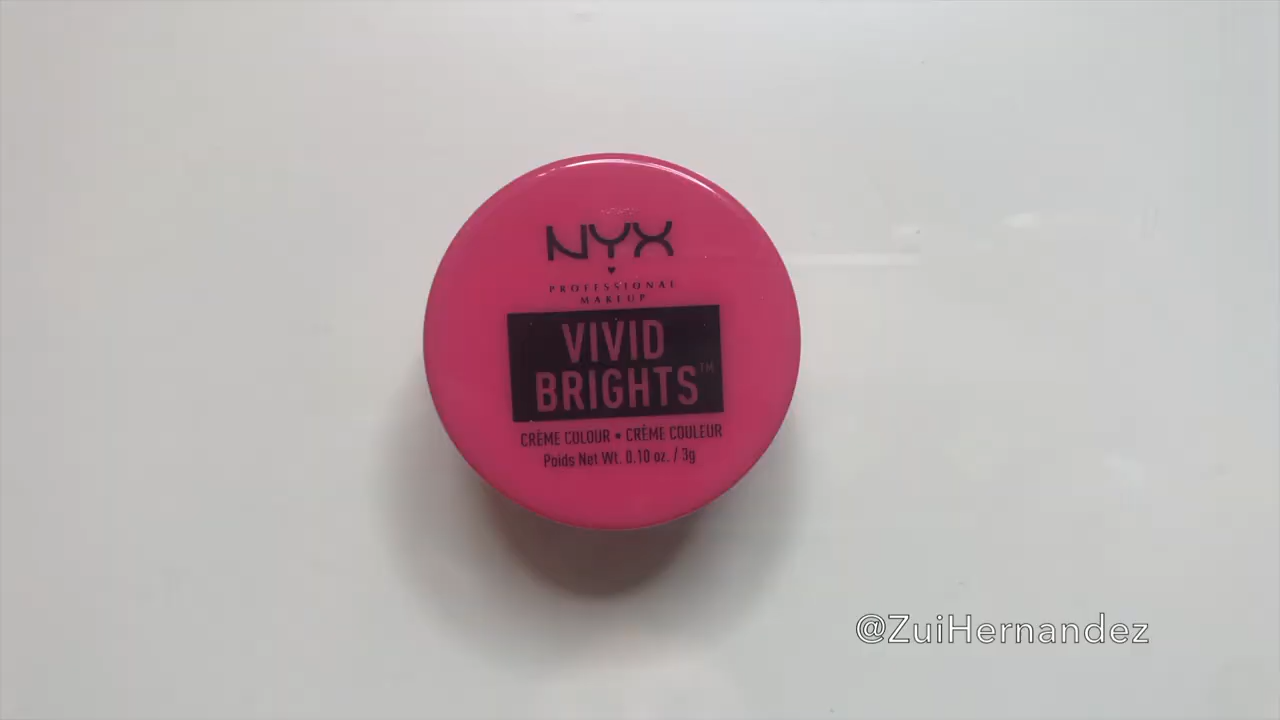 NYX
PROFESSIONAL
MAKEUP
VIVID
BRIGHTS™
CRÈME COLOUR • CRÈME COULEUR
Poids Net Wt. 0.10 oz. / 3g
@ZuiHernandez